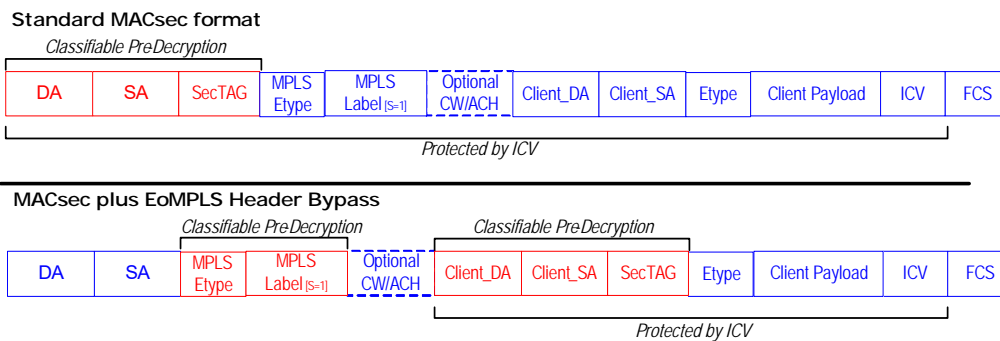 Standard MACsec format
Classifiable Pre-Decryption
DA SA SecTAG MPLS Etype MPLS Label [S=1] Optional CW/ACH Client_DA Client_SA Etype Client Payload ICV FCS
Protected by ICV
MACsec plus EoMPLS Header Bypass
Classifiable Pre-Decryption Classifiable Pre-Decryption
DA SA MPLS Etype MPLS Label [S=1] Optional CW/ACH Client_DA Client_SA SecTAG Etype Client Payload ICV FCS
Protected by ICV